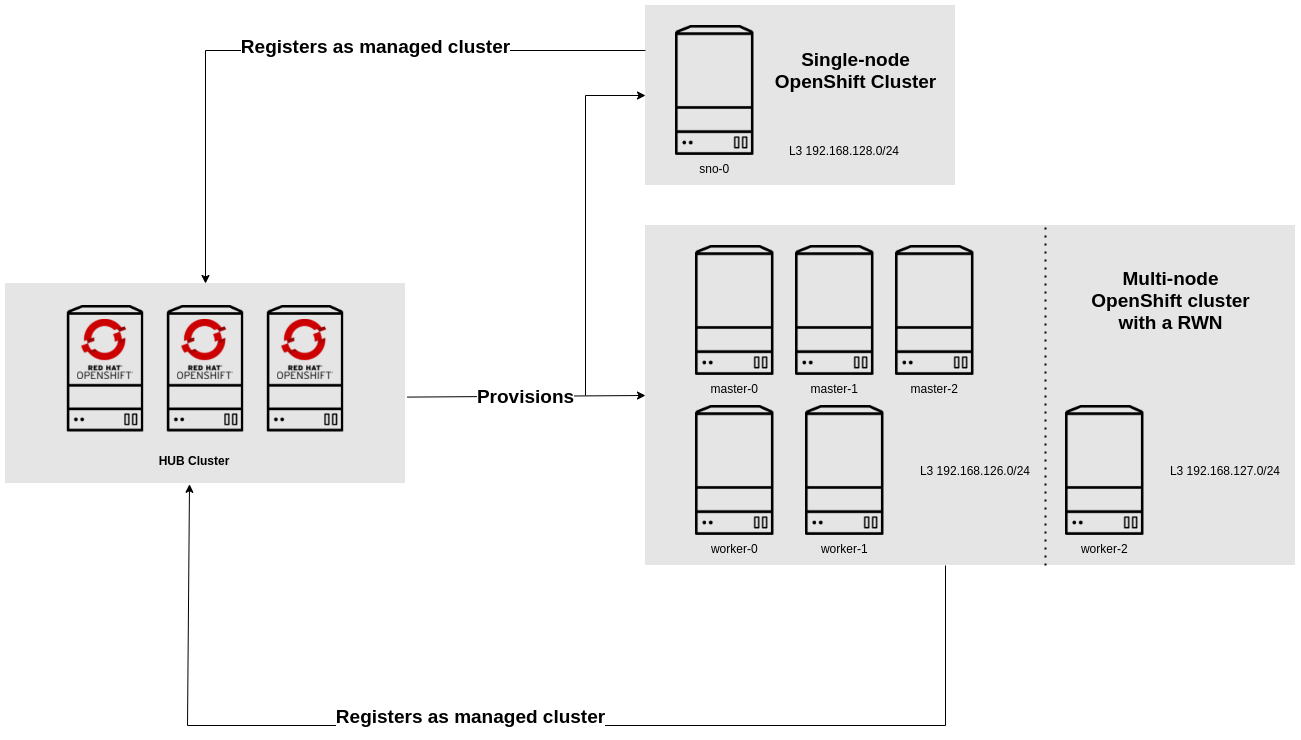 Registers as managed cluster
Single-node
OpenShift Cluster
L3 192.168.128.0/24
sno-0
Multi-node
OpenShift cluster
with a RWN
master-0
master-1
master-2
RED HAT
OPENSHIFT
RED HAT
OPENSHIFT
RED HAT
OPENSHIFT
Provisions
HUB Cluster
L3 192.168.126.0/24
L3 192.168.127.0/24
worker-0
worker-1
worker-2
Registers as managed cluster